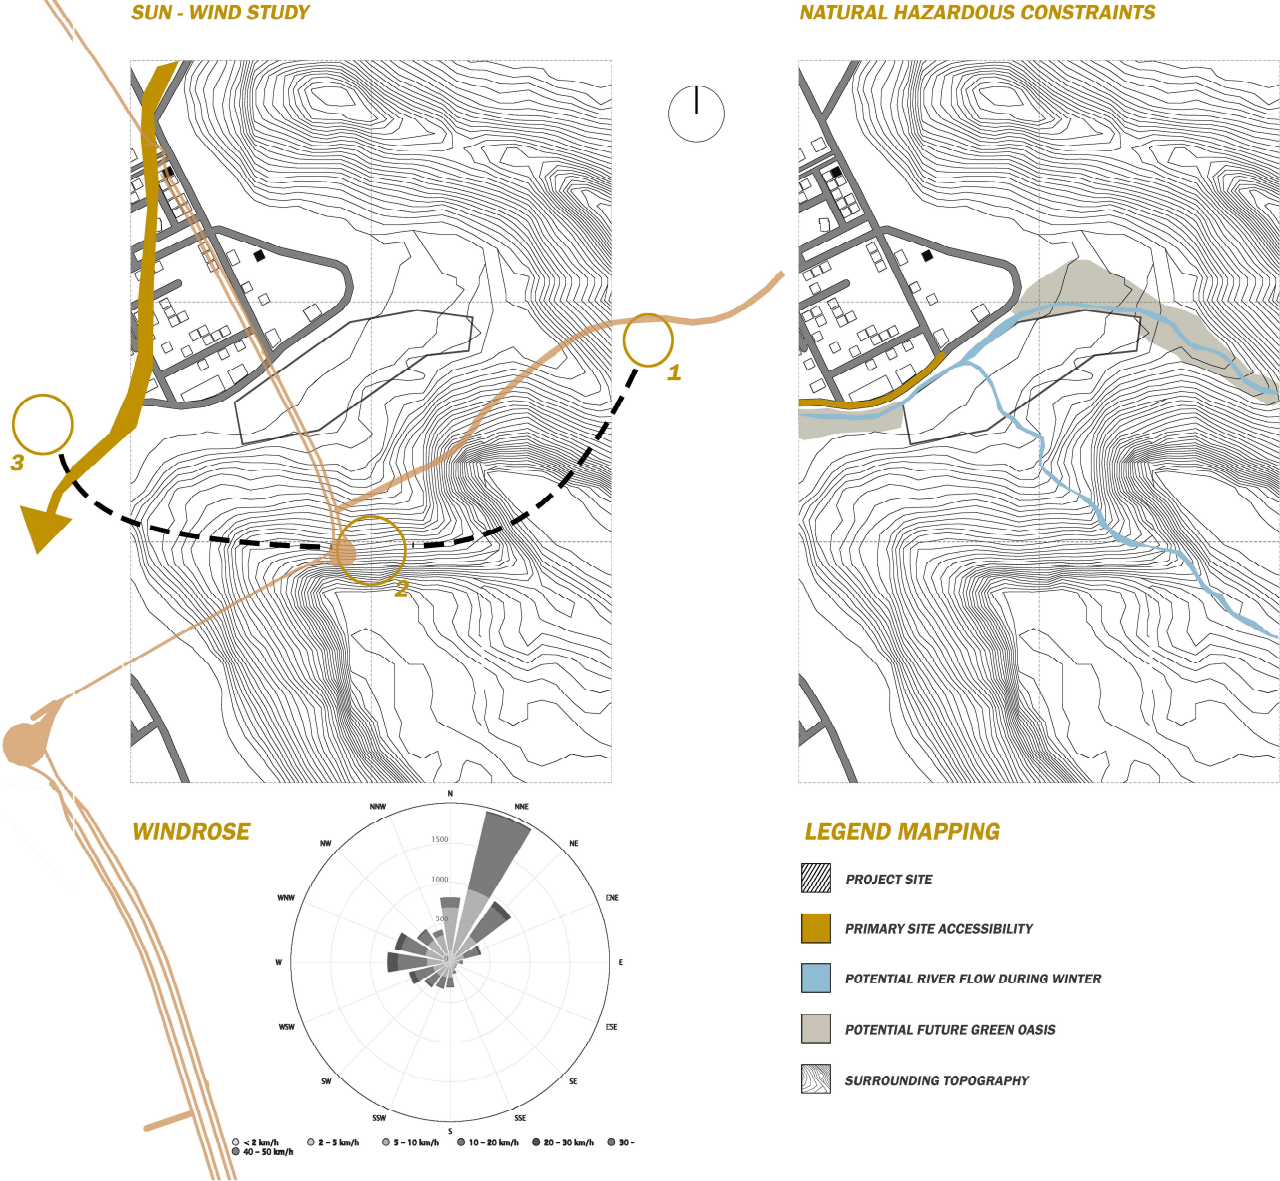 SUN - WIND STUDY
NATURAL HAZARDOUS CONSTRAINTS
1
2
3
WINDROSE
N
NNE
NE
ENE
E
ESE
SE
SSE
S
SSW
SW
WSW
W
WNW
NW
NNW
1500
1000
500
0
< 2 km/h
2 – 5 km/h
5 – 10 km/h
10 – 20 km/h
20 – 30 km/h
30 –
40 – 50 km/h
LEGEND MAPPING
PROJECT SITE
PRIMARY SITE ACCESSIBILITY
POTENTIAL RIVER FLOW DURING WINTER
POTENTIAL FUTURE GREEN OASIS
SURROUNDING TOPOGRAPHY